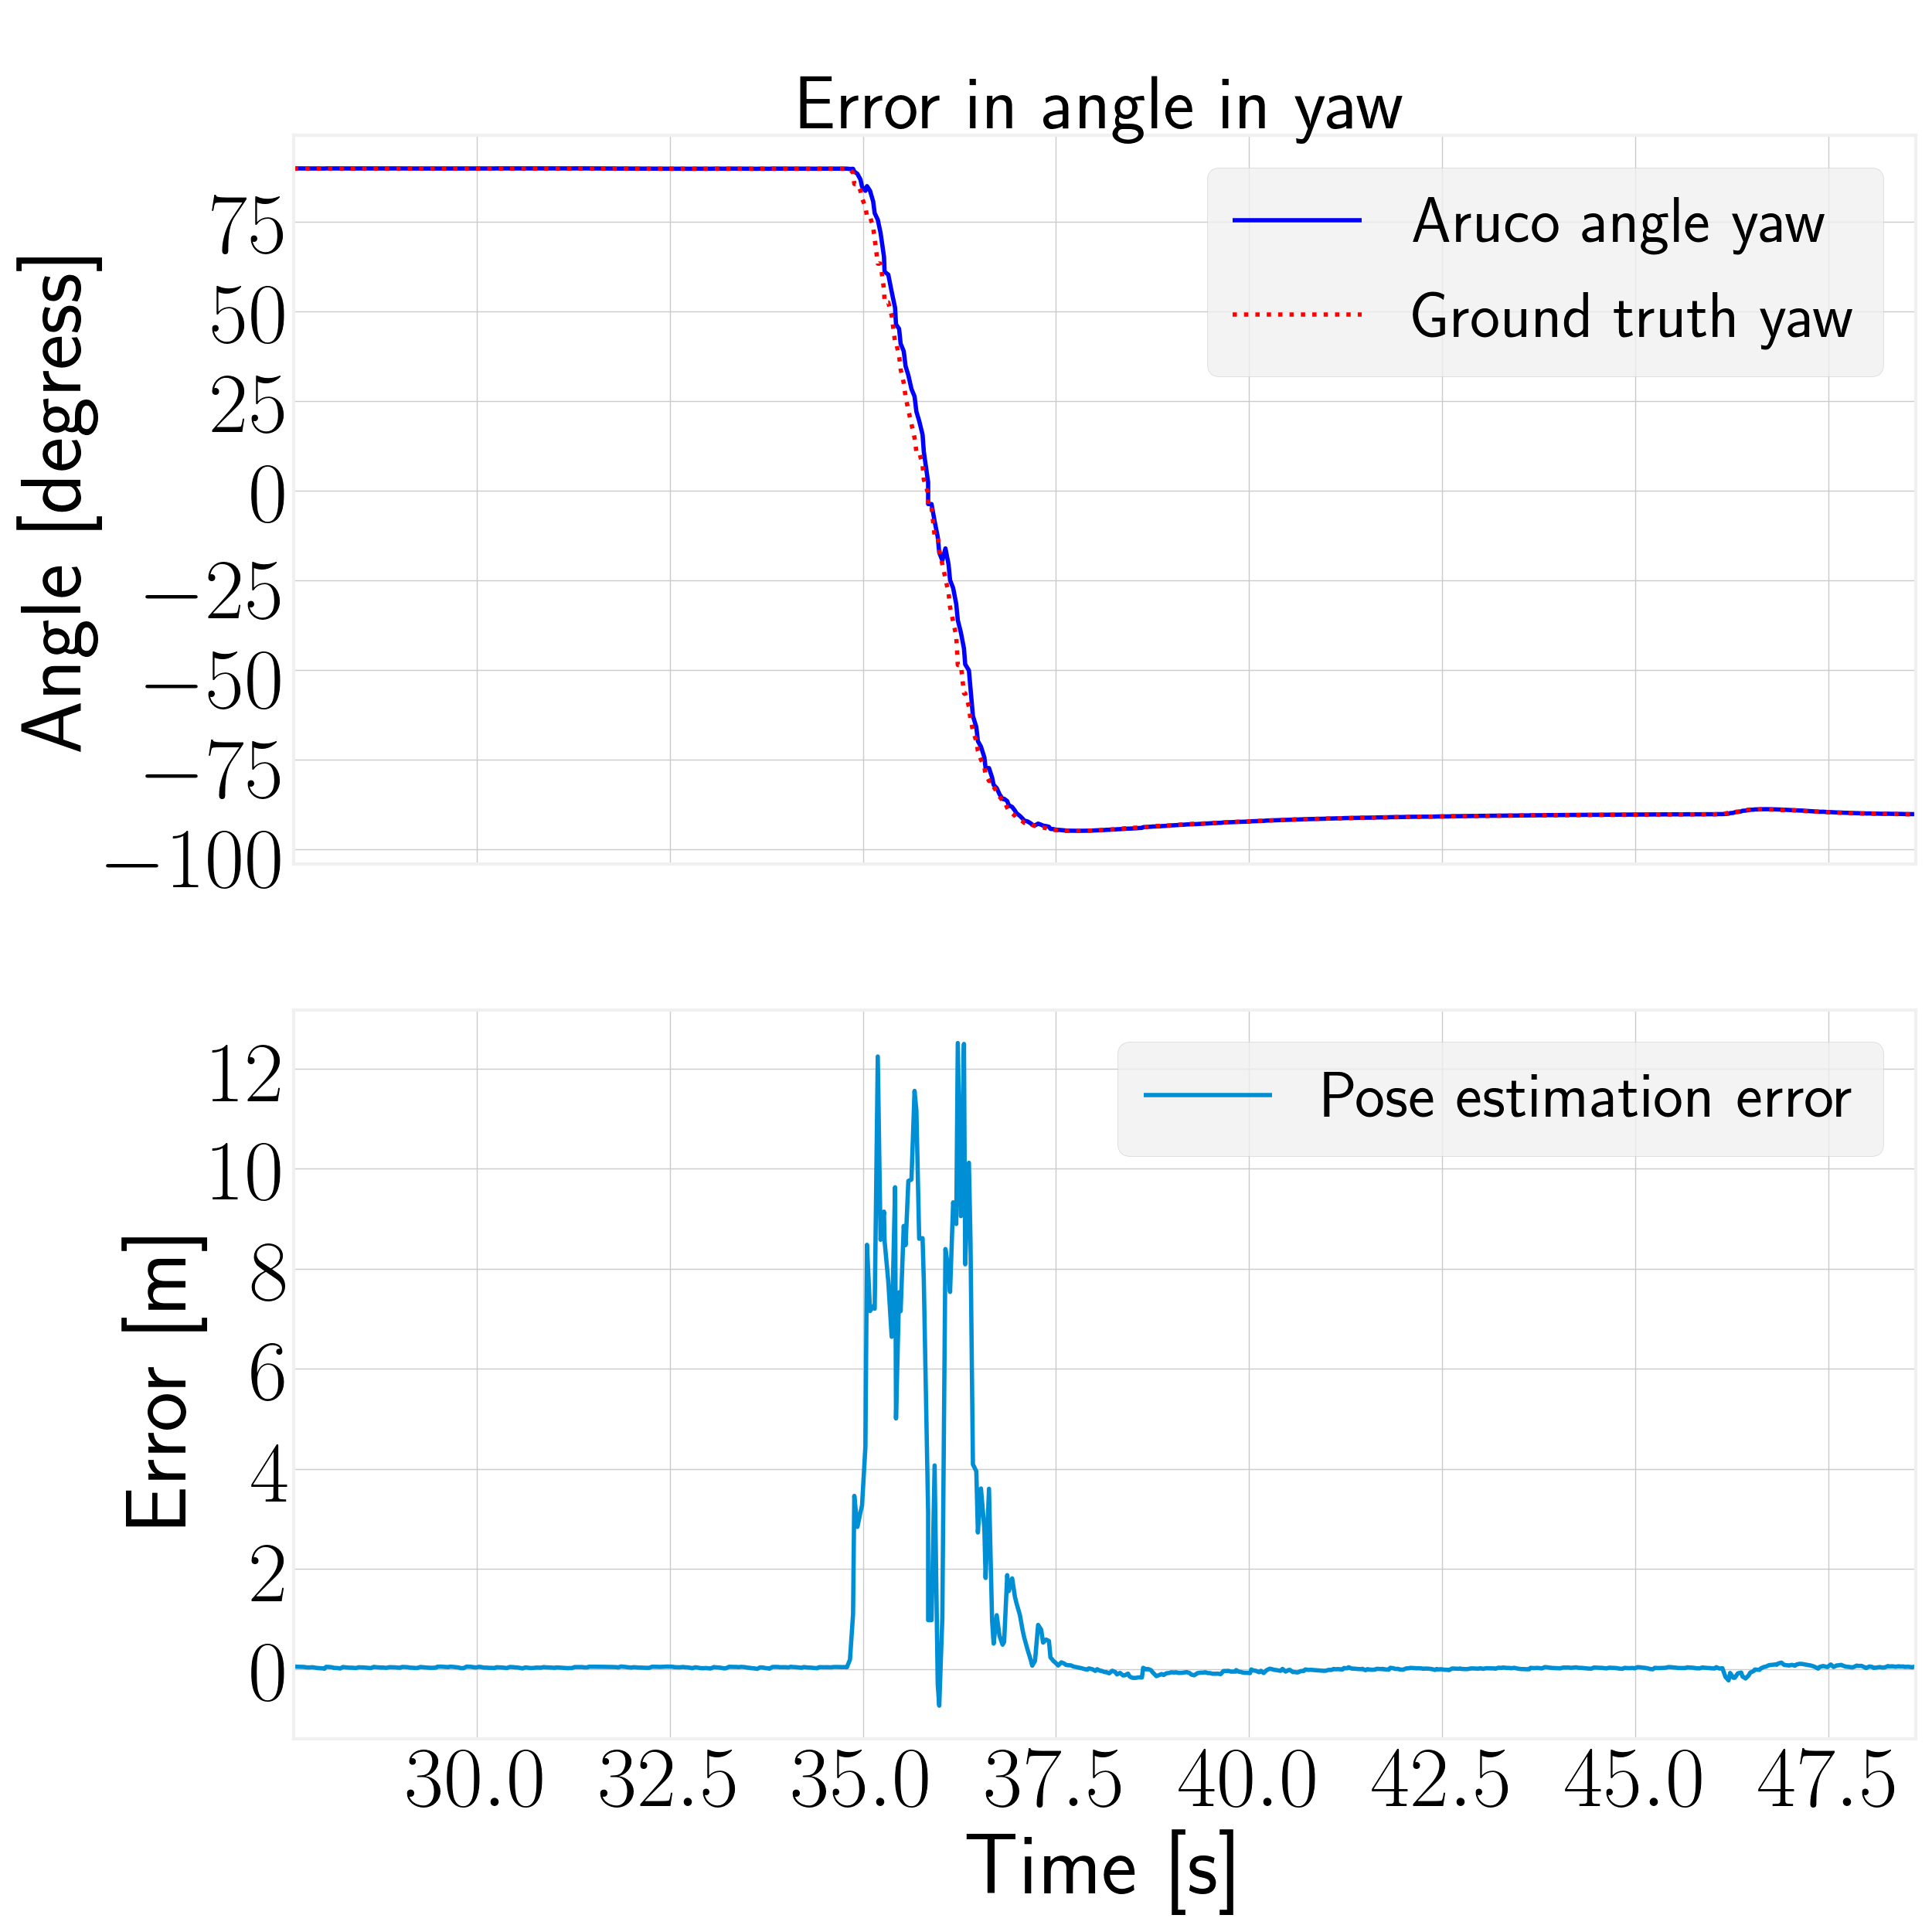 Error in angle in yaw
Angle [degress]
75
50
25
0
−25
−50
−75
−100
Aruco angle yaw
Ground truth yaw
Error [m]
12
10
8
6
4
2
0
Pose estimation error
30.0 32.5 35.0 37.5 40.0 42.5 45.0 47.5
Time [s]